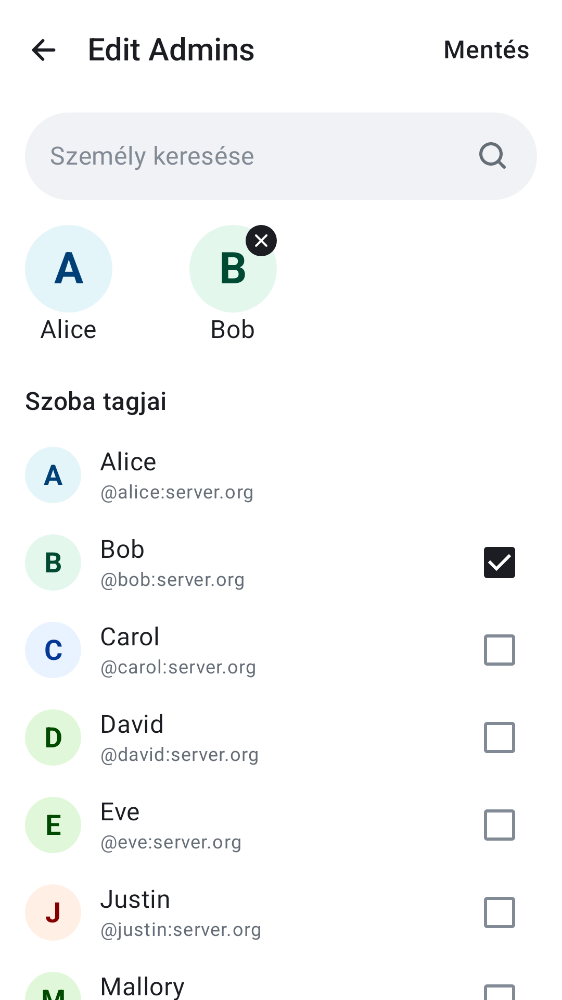 Edit Admins
Mentés
Személy keresése
A
B
Alice
Bob
Szoba tagjai
A
Alice
@alice:server.org
B
Bob
@bob:server.org
C
Carol
@carol:server.org
D
David
@david:server.org
E
Eve
@eve:server.org
J
Justin
@justin:server.org
M
Mallory